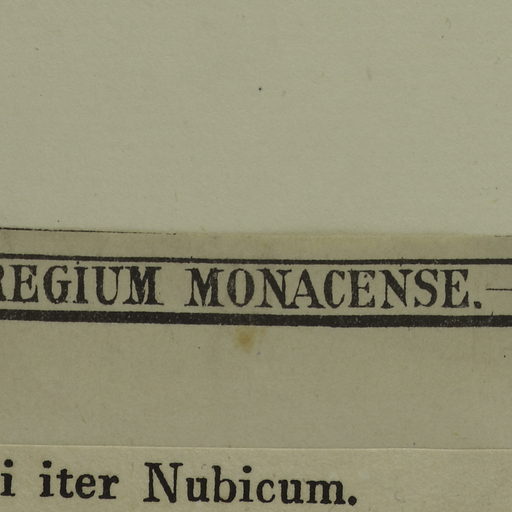 REGIUM MONACENSE.—
i iter Nubicum.